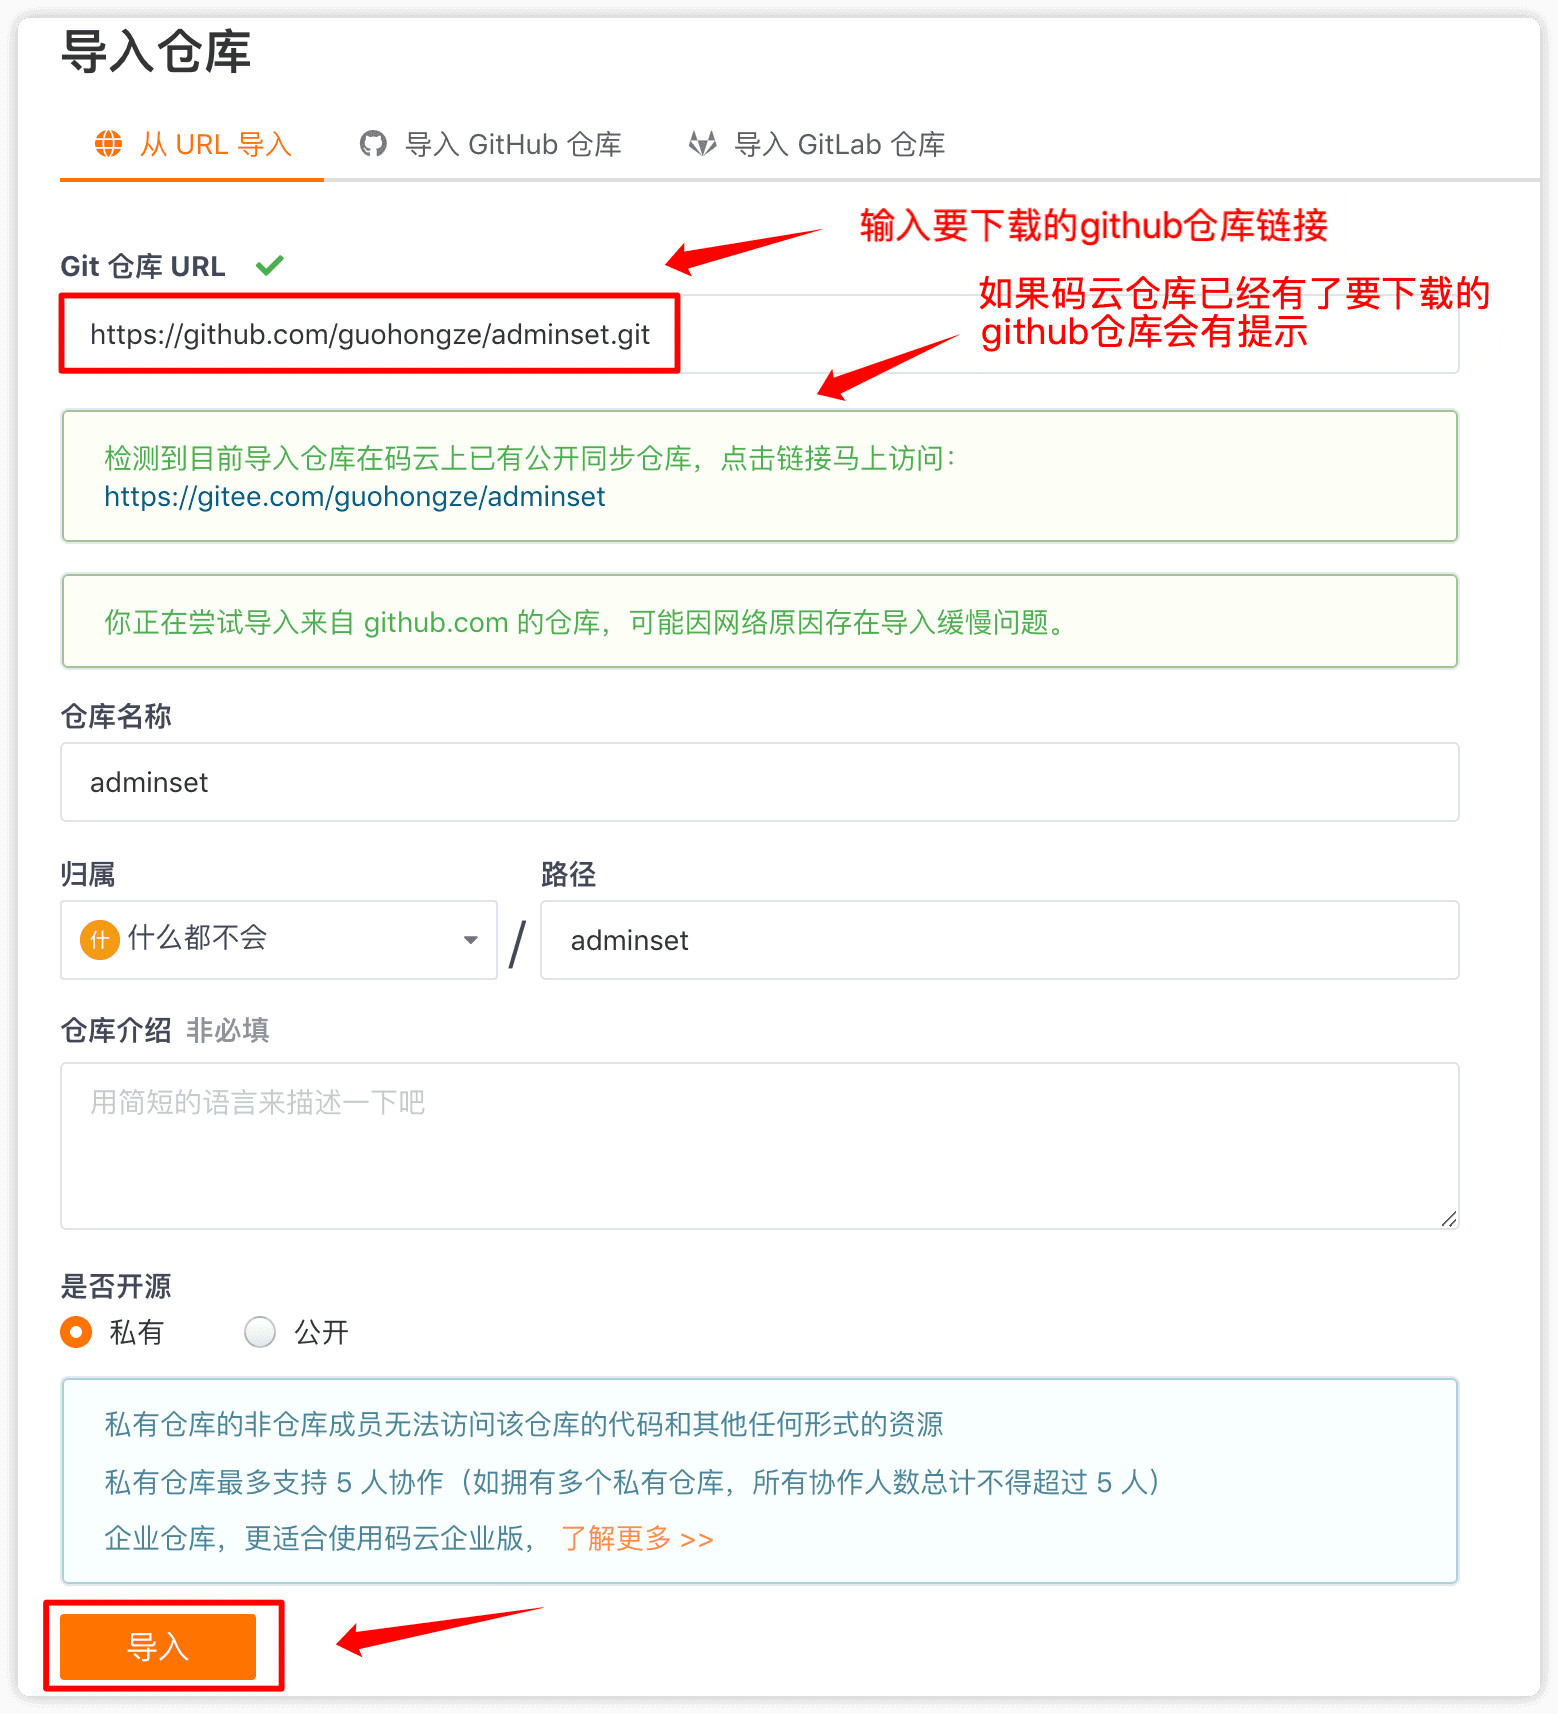 导入仓库
从 URL 导入
导入 GitHub 仓库
导入 GitLab 仓库
输入要下载的github仓库链接
Git 仓库 URL
如果码云仓库已经有了要下载的
github仓库会有提示
https://github.com/guohongze/adminset.git
检测到目前导入仓库在码云上已有公开同步仓库，点击链接马上访问：
https://gitee.com/guohongze/adminset
你正在尝试导入来自 github.com 的仓库，可能因网络原因存在导入缓慢问题。
仓库名称
adminset
归属
路径
什 什么都不会
/
adminset
仓库介绍 非必填
用简短的语言来描述一下吧
是否开源
私有
公开
私有仓库的非仓库成员无法访问该仓库的代码和其他任何形式的资源
私有仓库最多支持 5 人协作（如拥有多个私有仓库，所有协作人数总计不得超过 5 人）
企业仓库，更适合使用码云企业版， 了解更多 >>
导入